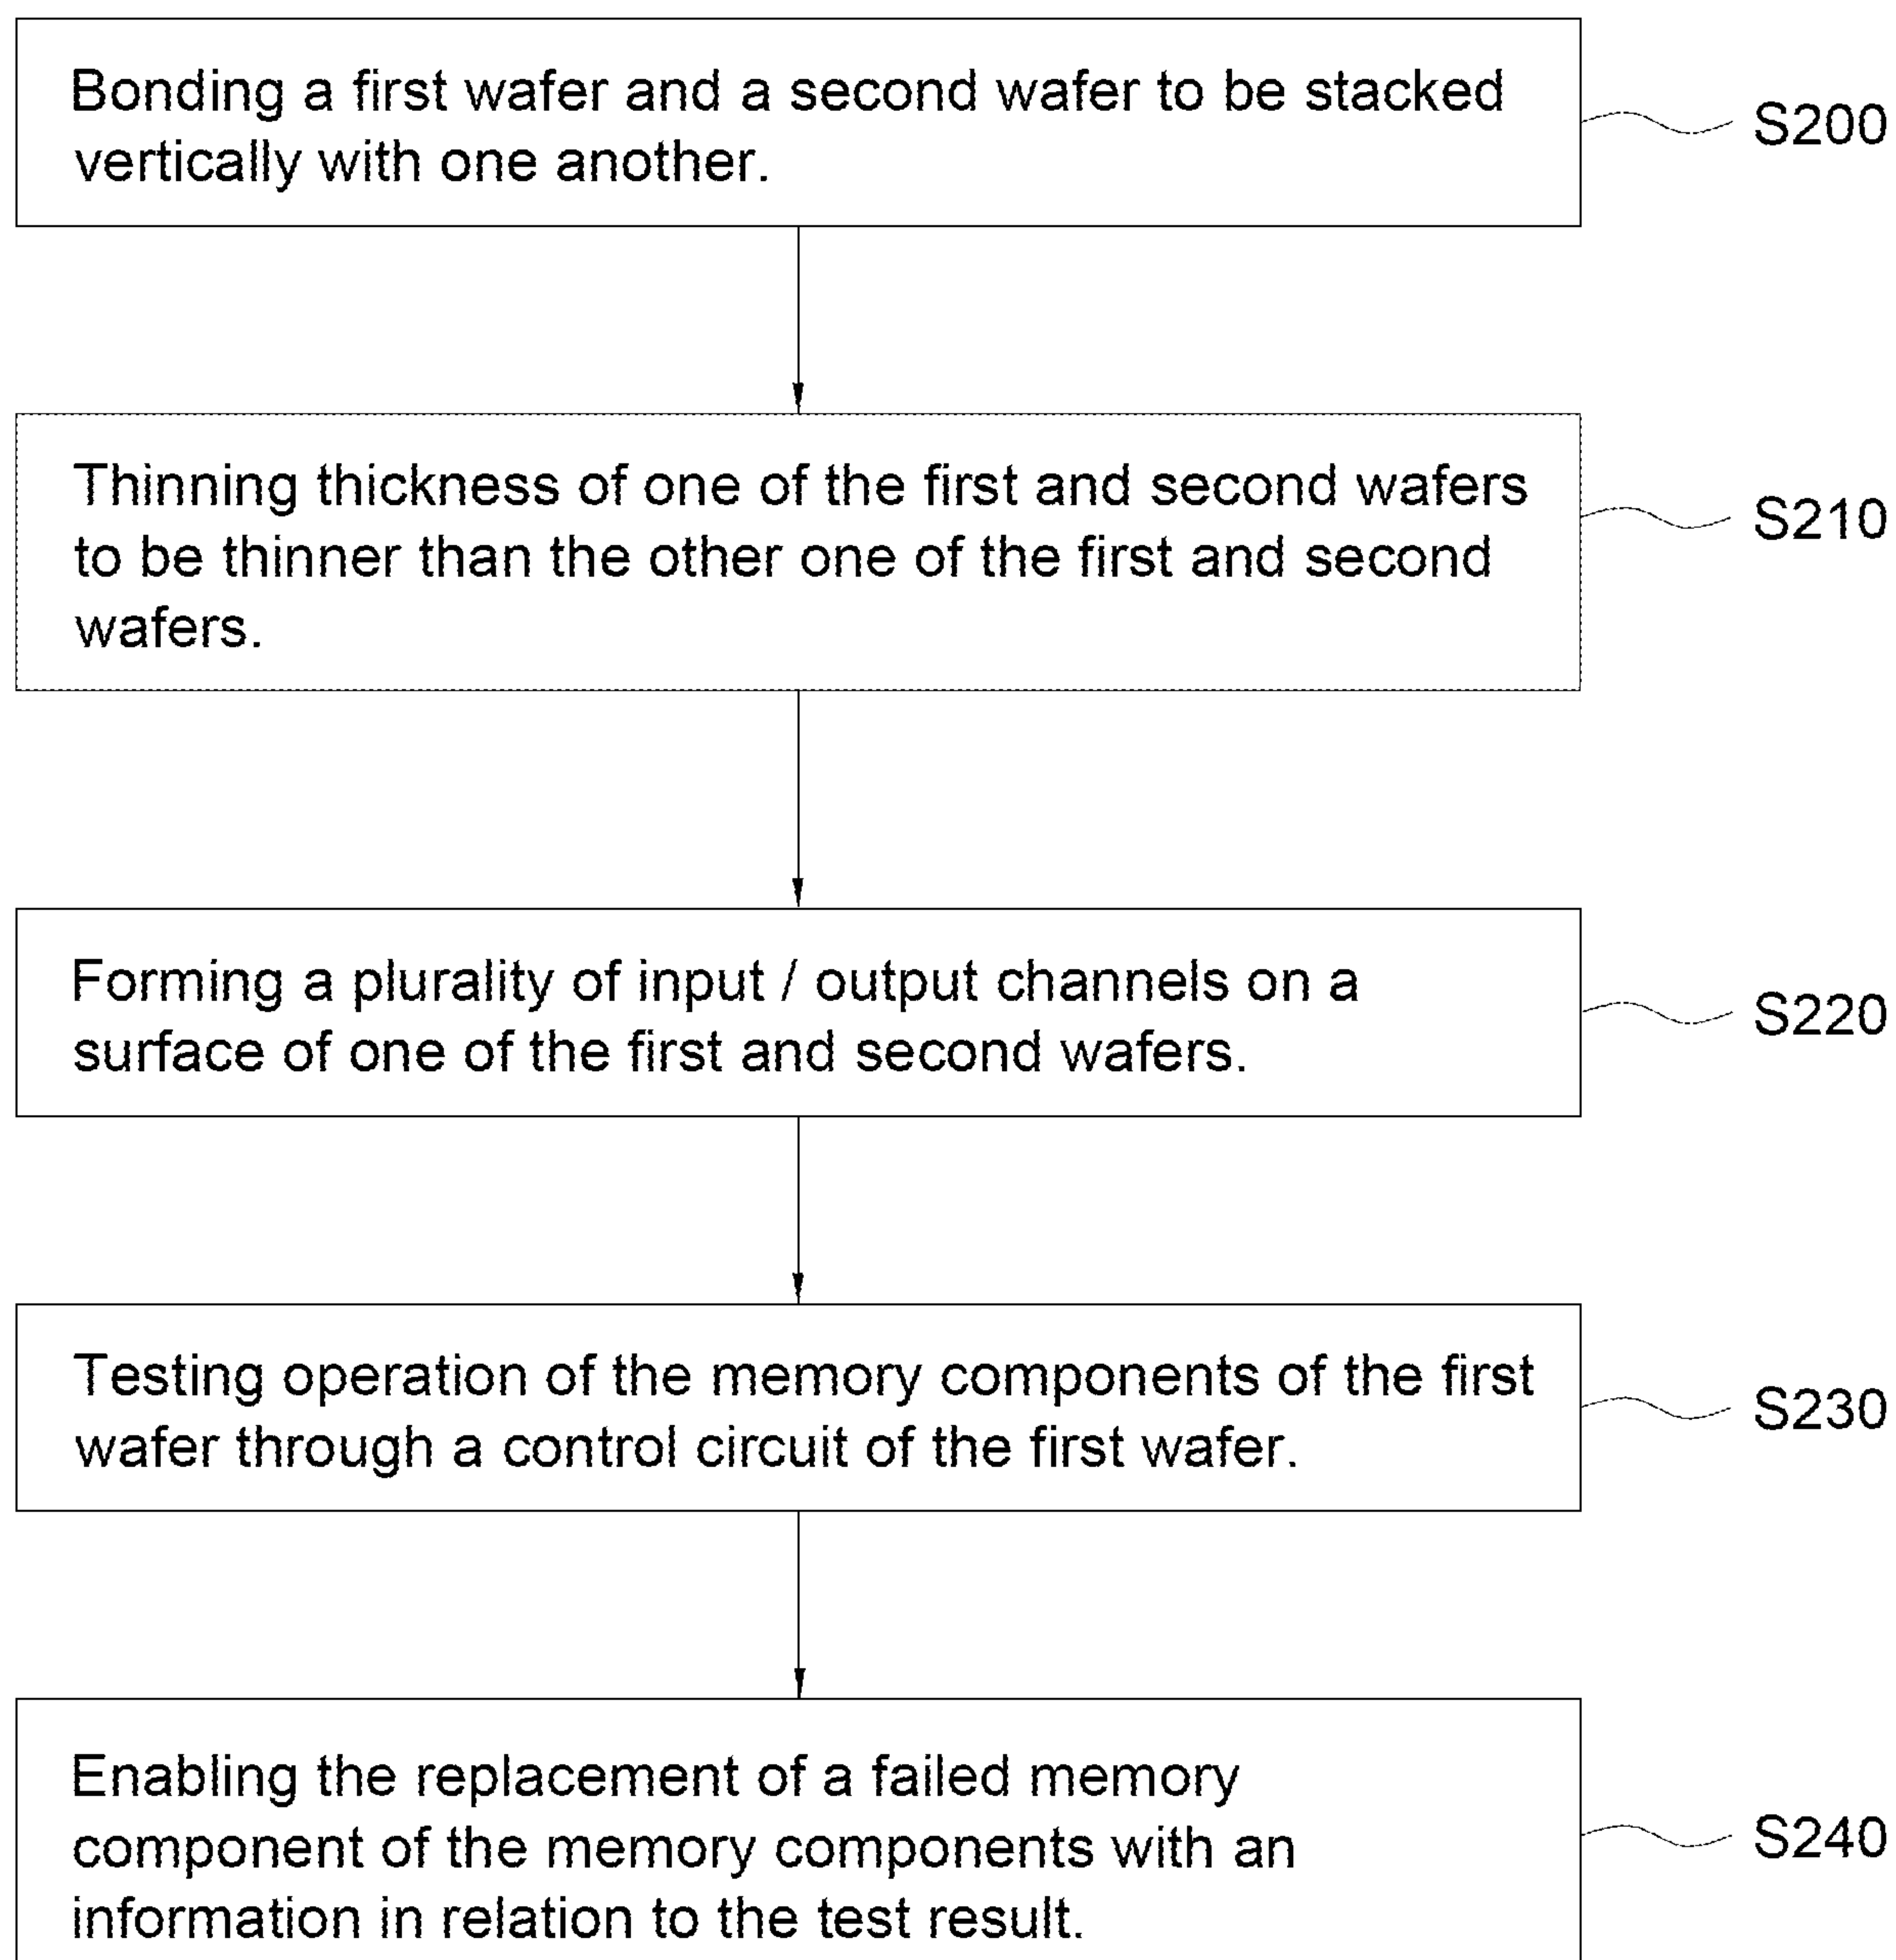 Bonding a first wafer and a second wafer to be stacked
vertically with one another.
S200
Thinning thickness of one of the first and second wafers
to be thinner than the other one of the first and second
wafers.
S210
Forming a plurality of input / output channels on a
surface of one of the first and second wafers.
S220
Testing operation of the memory components of the first
wafer through a control circuit of the first wafer.
S230
Enabling the replacement of a failed memory
component of the memory components with an
information in relation to the test result.
S240